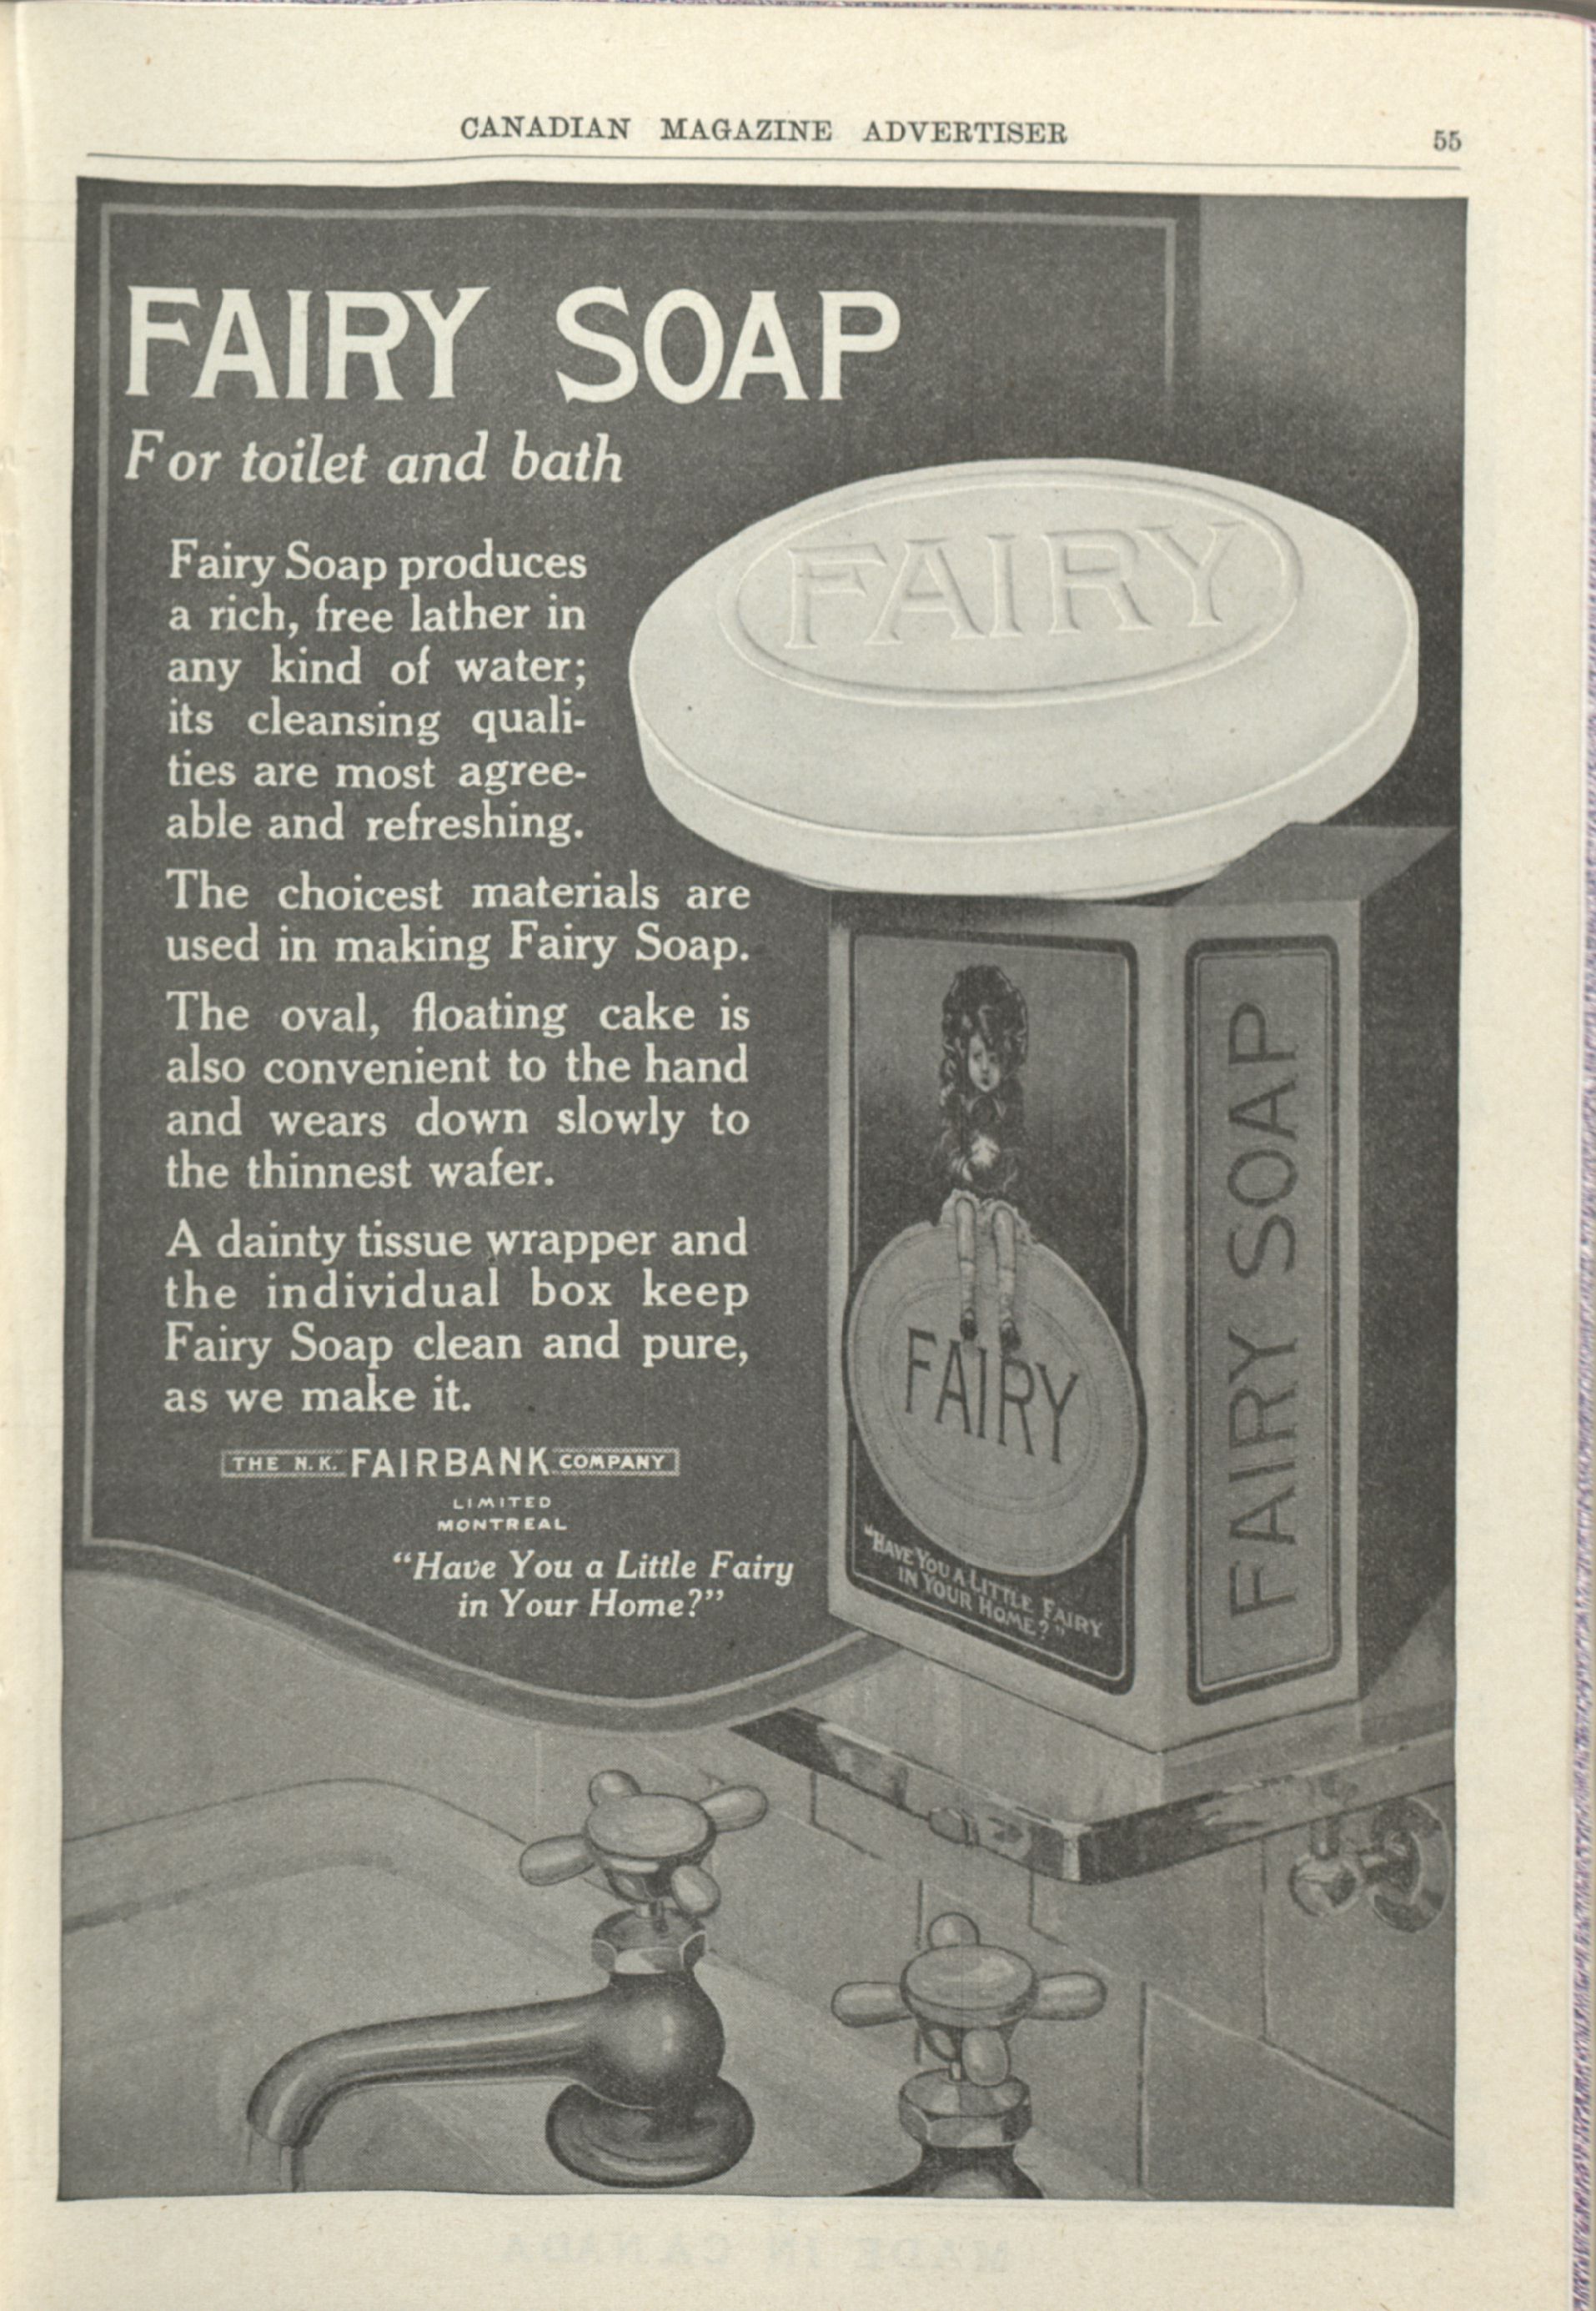 CANADIAN MAGAZINE ADVERTISER
55
FAIRY SOAP
For toilet and bath
Fairy Soap produces
a rich, free lather in
any kind of water;
its cleansing quali-
ties are most agree-
able and refreshing.
The choicest materials are
used in making Fairy Soap.
The oval, floating cake is
also convenient to the hand
and wears down slowly to
the thinnest wafer.
A dainty tissue wrapper and
the individual box keep
Fairy Soap clean and pure,
as we make it.
THE N.K. FAIRBANK COMPANY
LIMITED
MONTREAL
“Have You a Little Fairy
in Your Home?”
FAIRY
FAIRY
“HAVE YOU A LITTLE FAIRY
IN YOUR HOME?”
FAIRY SOAP
MADE IN CANADA